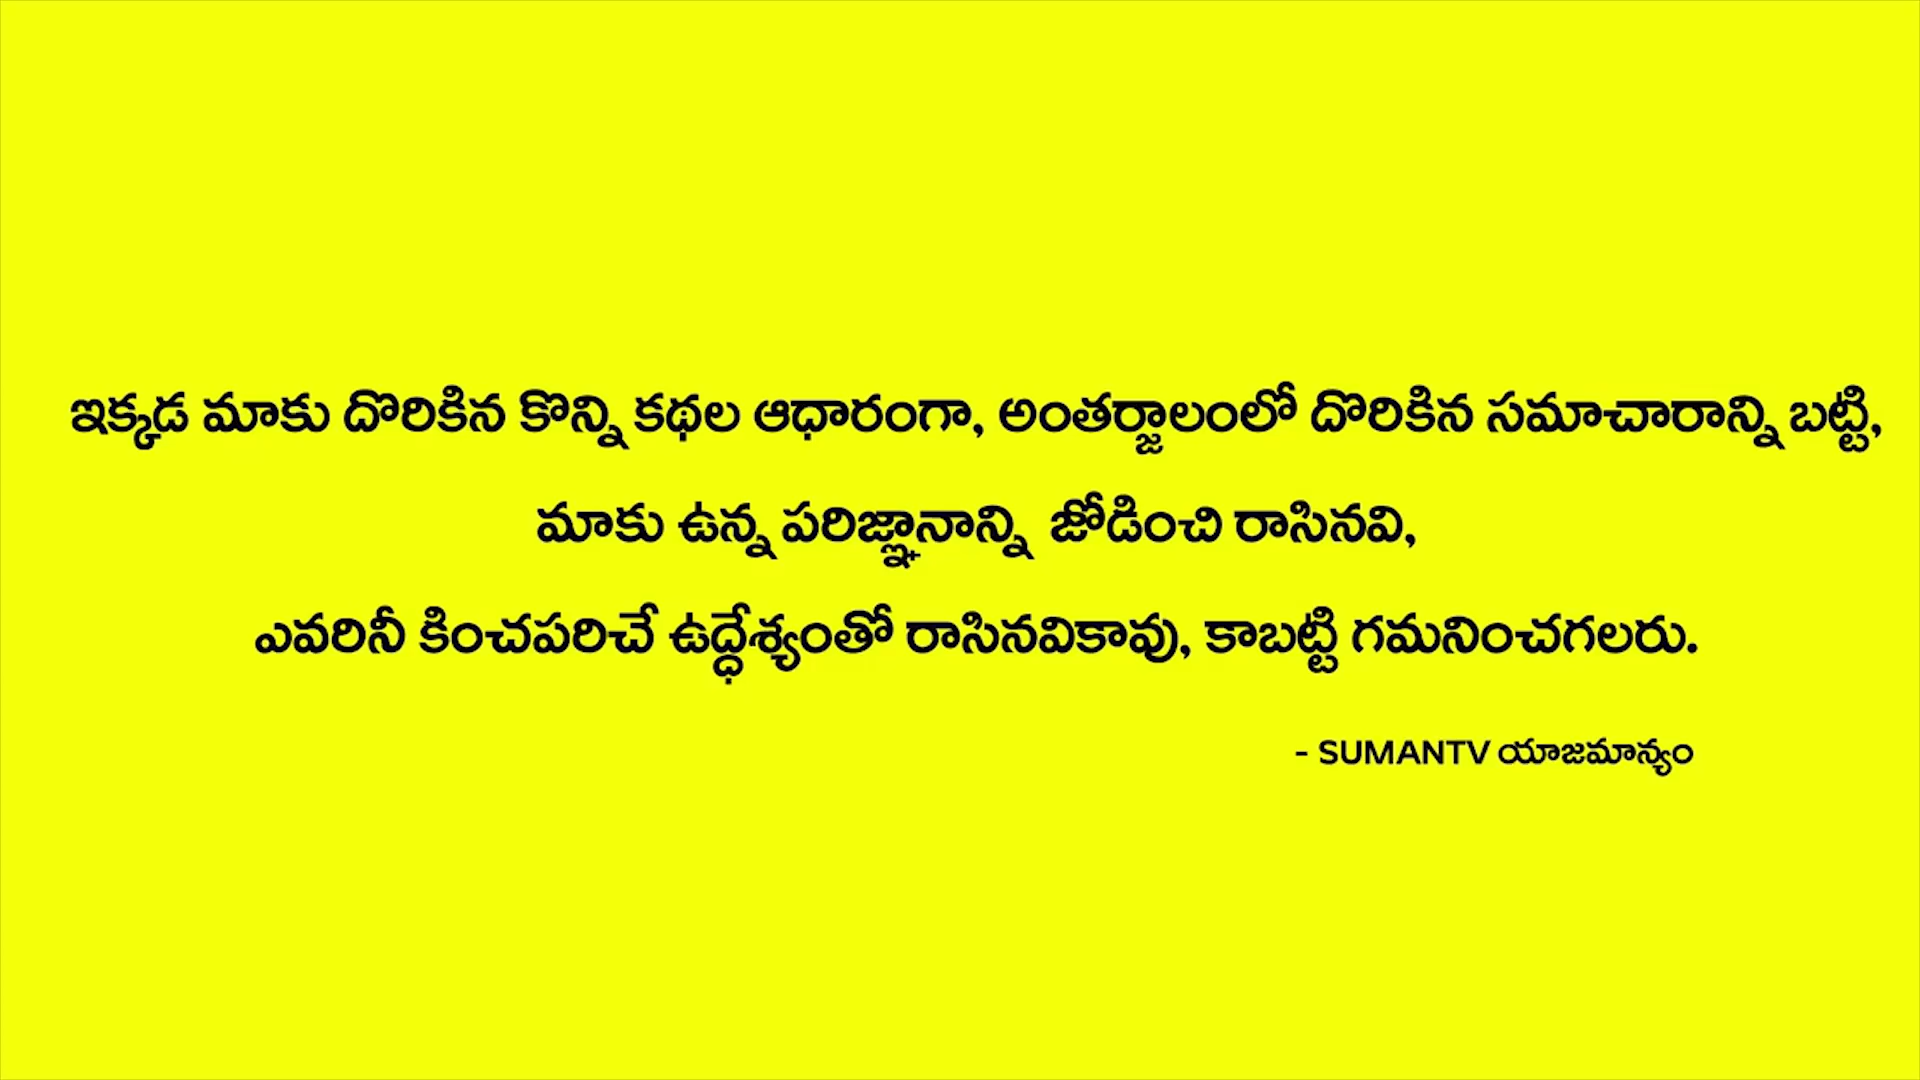 ఇక్కడ మాకు దొరికిన కొన్ని కథల ఆధారంగా, అంతర్జాలంలో దొరికిన సమాచారాన్ని బట్టి,
మాకు ఉన్న పరిజ్ఞానాన్ని జోడించి రాసినవి,
ఎవరినీ కించపరిచే ఉద్ధేశ్యంతో రాసినవికావు, కాబట్టి గమనించగలరు.
- SUMANTV యాజమాన్యం